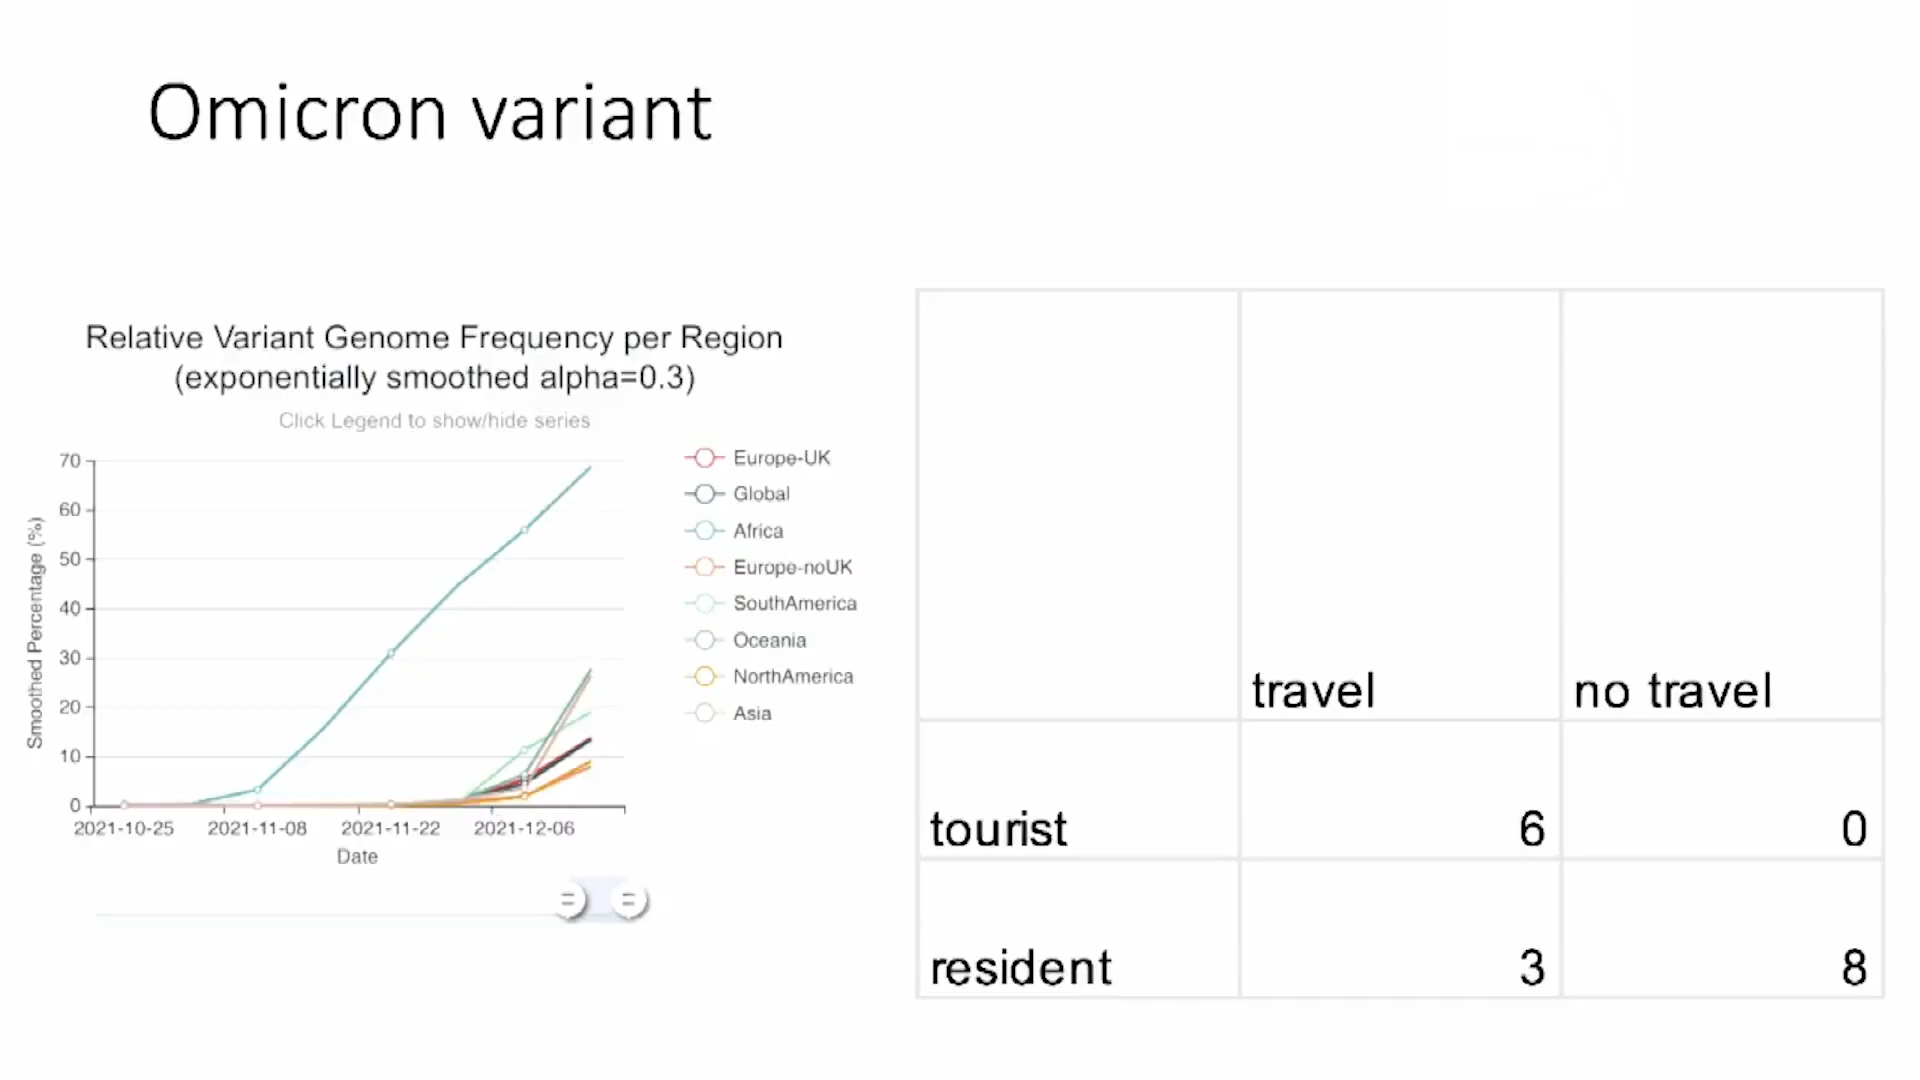 Omicron variant
Relative Variant Genome Frequency per Region
(exponentially smoothed alpha=0.3)
Click Legend to show/hide series
Smoothed Percentage (%)
70
60
50
40
30
20
10
0
2021-10-25 2021-11-08 2021-11-22 2021-12-06
Date
Europe-UK
Global
Africa
Europe-noUK
SouthAmerica
Oceania
NorthAmerica
Asia
travel no travel
tourist 6 0
resident 3 8